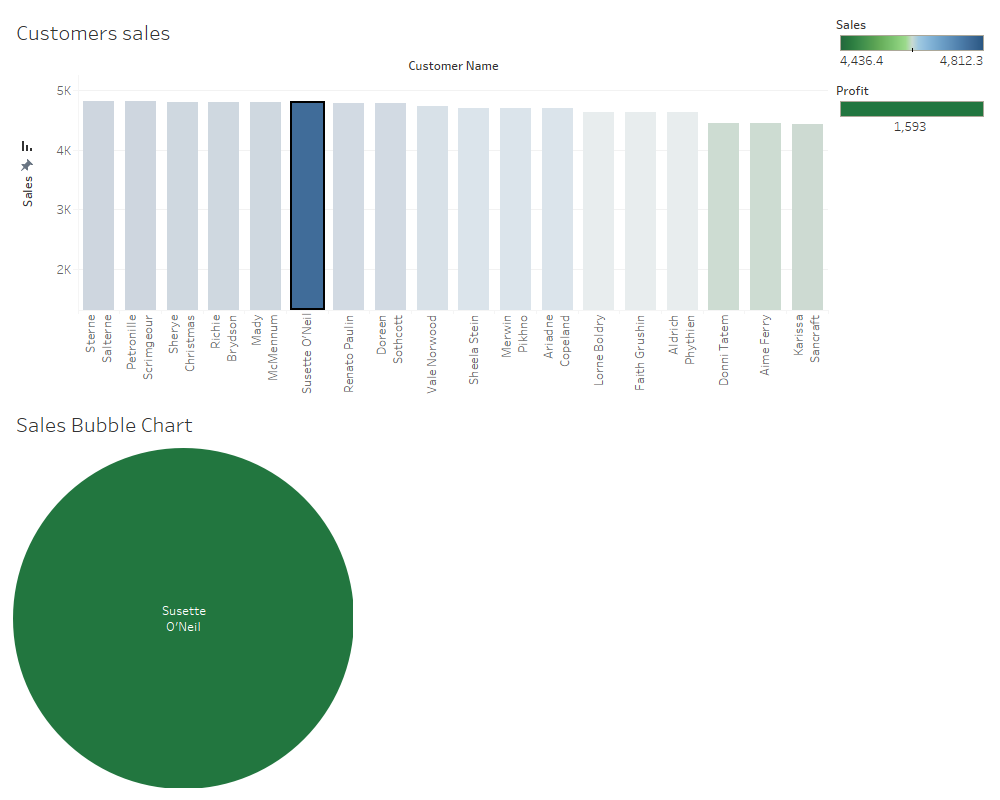 Customers sales
Customer Name
5K
4K
3K
2K
Sales
Sterne
Salterne
Petronille
Scrimgeour
Sherye
Christmas
Richie
Brydson
Mady
McMennum
Susette O'Neil
Renato Paulin
Doreen
Sothcott
Vale Norwood
Sheela Stein
Merwin
Pikhno
Ariadne
Copeland
Lorne Boldry
Faith Grushin
Aldrich
Phythien
Donni Tatem
Aime Ferry
Karissa
Sancraft
Sales
4,436.4 4,812.3
Profit
1,593
Sales Bubble Chart
Susette
O'Neil